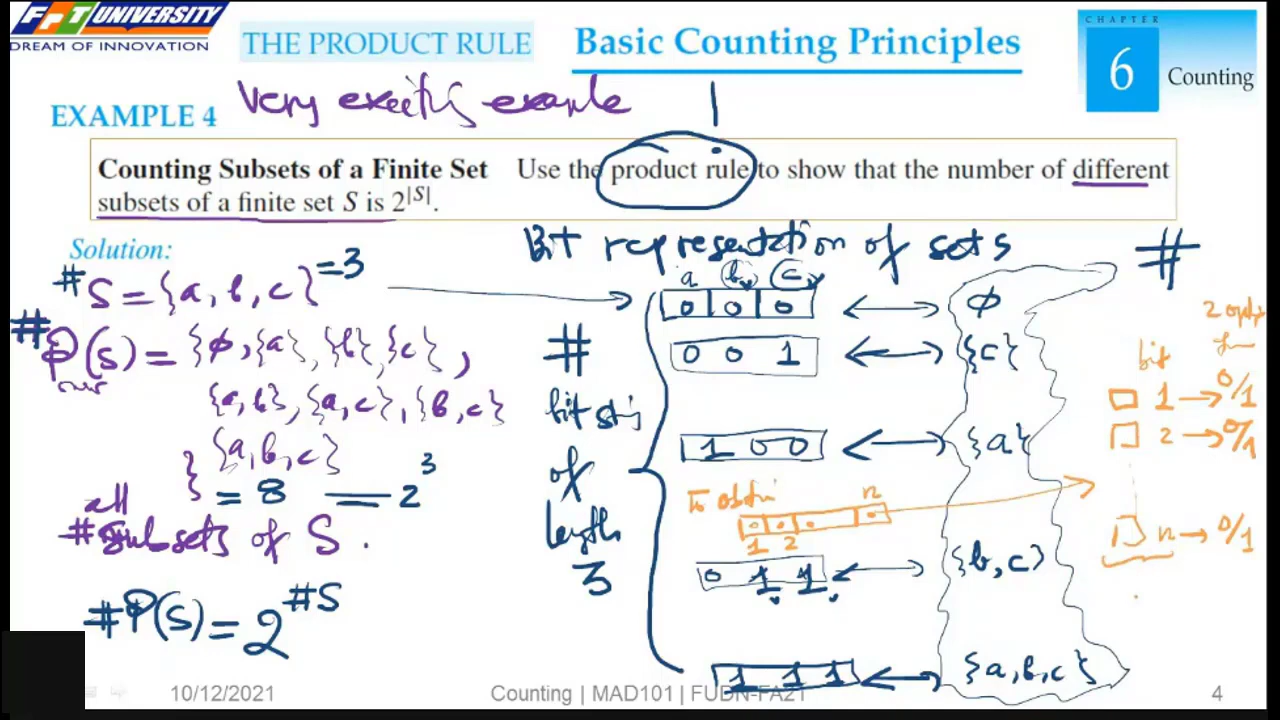 FPT UNIVERSITY
DREAM OF INNOVATION
THE PRODUCT RULE
Basic Counting Principles
CHAPTER
6
Counting
EXAMPLE 4
Very exciting example
Counting Subsets of a Finite Set Use the product rule to show that the number of different
subsets of a finite set S is 2^|S|.
Solution:
Bit representation of sets
#
#S = {a, b, c} = 3
a b c
0 0 0 ↔ ∅
#P(S) = {∅, {a}, {b}, {c},
{a, b}, {a, c}, {b, c}
{a, b, c}
} = 8 = 2^3
all
#subsets of S.
#P(S) = 2^#S
#
of
length
3
0 0 1 ↔ {c}
1 0 0 ↔ {a}
To obtain
n
1 2
0 1 1 ↔ {b, c}
1 1 1 ↔ {a, b, c}
bit
1 → 0/1
2 → 0/1
n → 0/1
10/12/2021
Counting | MAD101 | FUDN-FA21
4